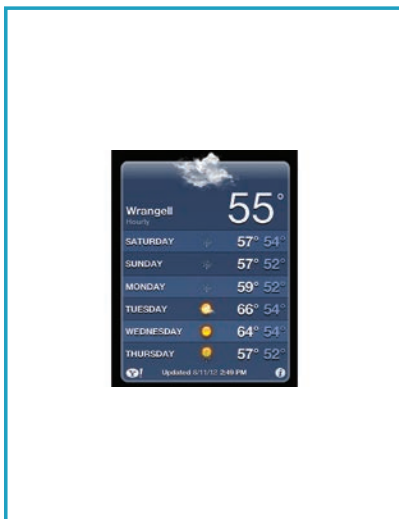 55°
Wrangell
Hourly
SATURDAY 57° 54°
SUNDAY 57° 52°
MONDAY 59° 52°
TUESDAY 66° 54°
WEDNESDAY 64° 54°
THURSDAY 57° 52°
Y! Updated 8/11/12 2:49 PM i